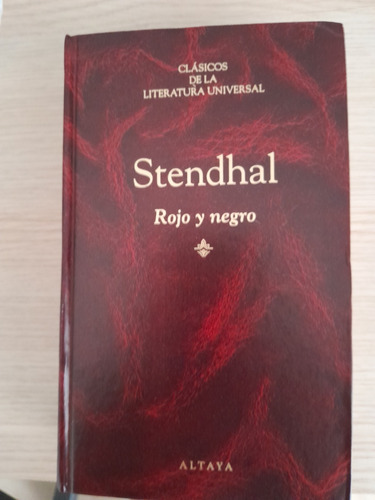 CLÁSICOS
DE LA
LITERATURA UNIVERSAL
Stendhal
Rojo y negro
ALTAYA